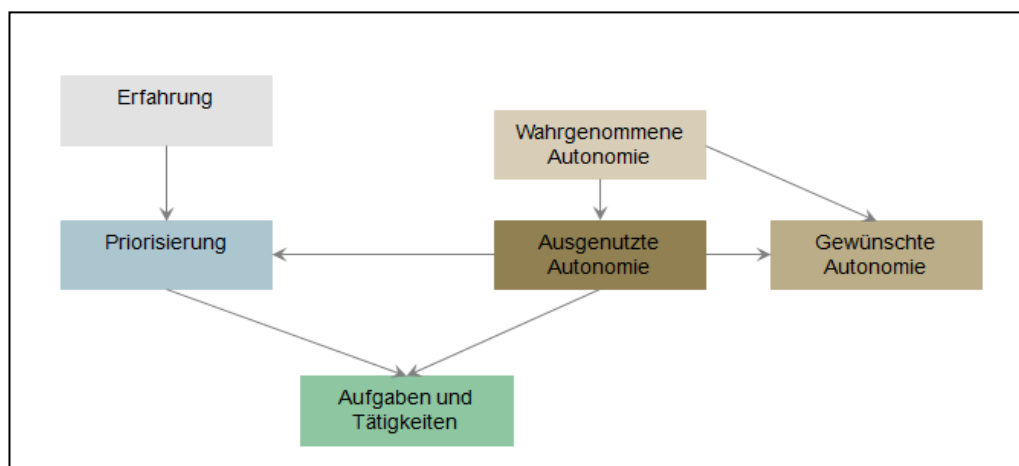 Erfahrung
Wahrgenommene
Autonomie
Priorisierung
Ausgenutzte
Autonomie
Gewünschte
Autonomie
Aufgaben und
Tätigkeiten